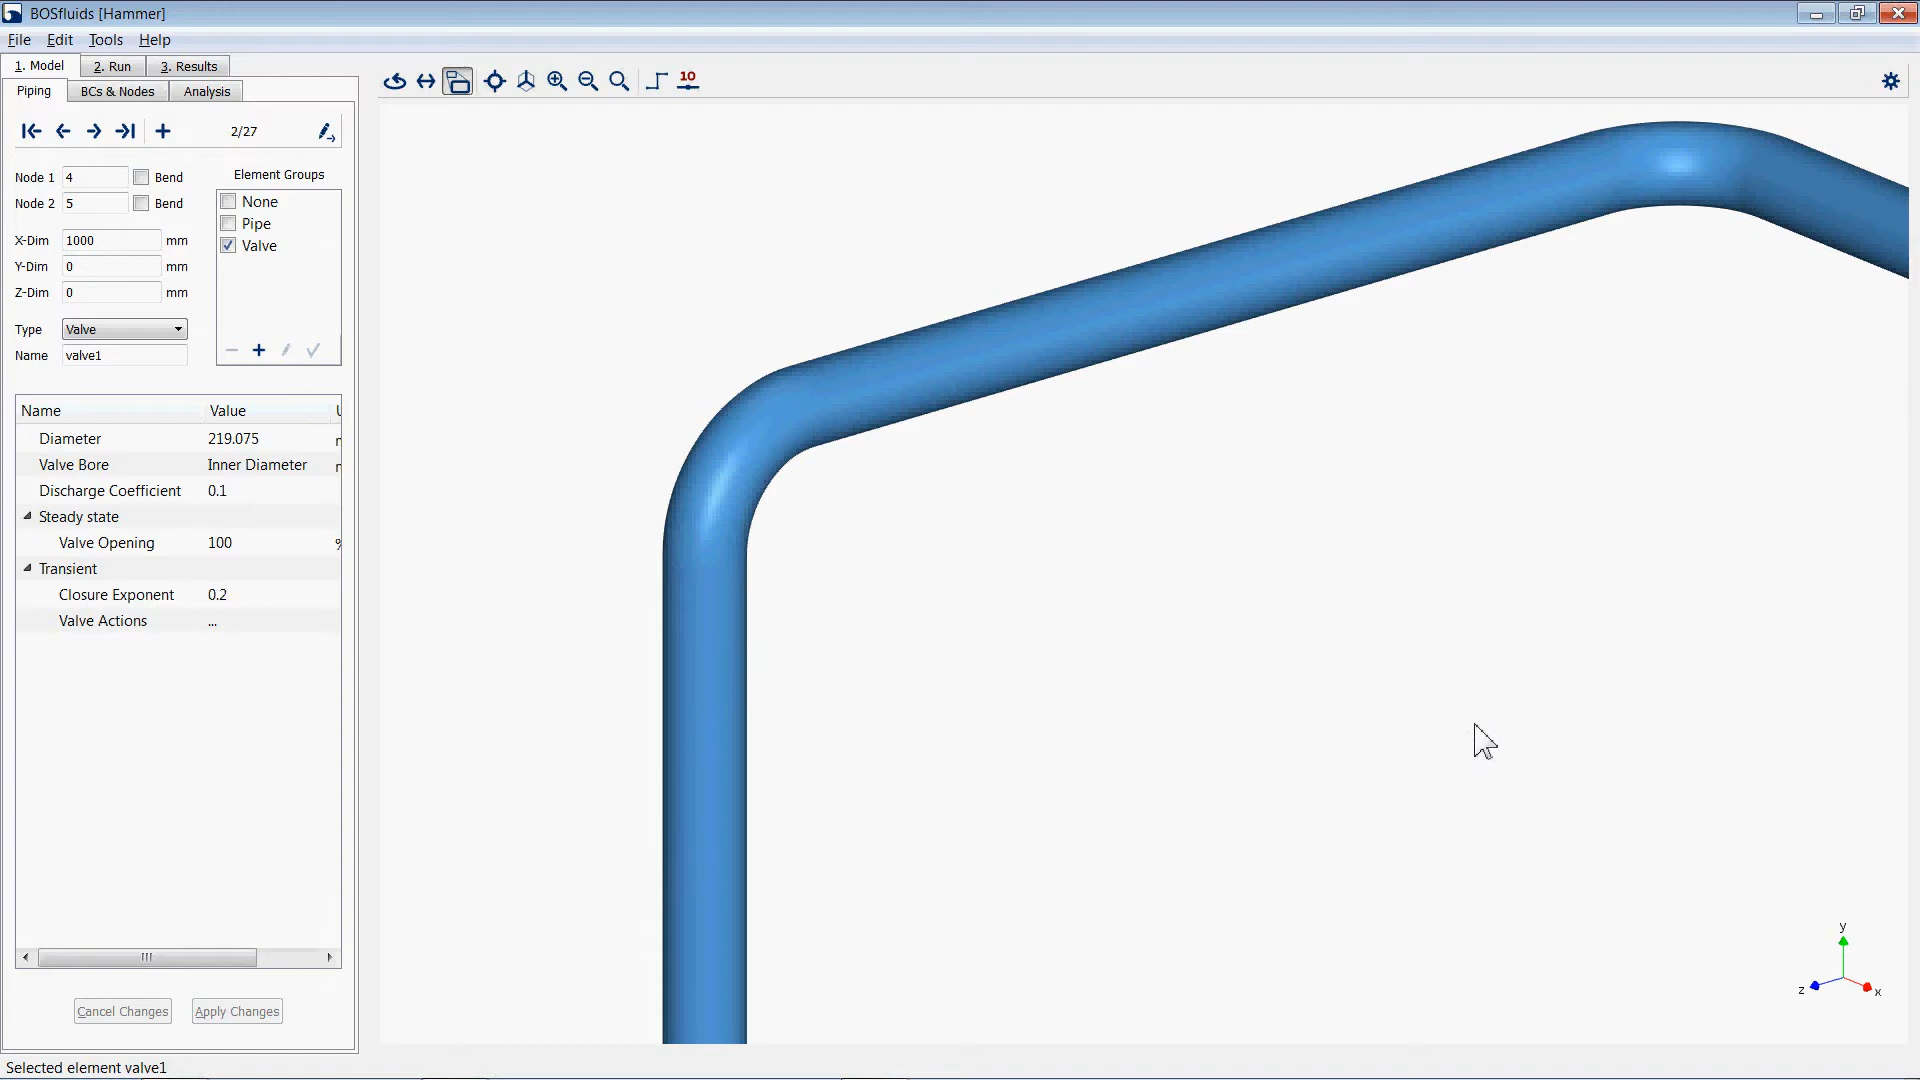 BOSfluids [Hammer]
File Edit Tools Help
1. Model 2. Run 3. Results
Piping BCs & Nodes Analysis
2/27
10
Node 1 4 Bend
Node 2 5 Bend
X-Dim 1000 mm
Y-Dim 0 mm
Z-Dim 0 mm
Type Valve
Name valve1
Element Groups
None
Pipe
Valve
Name Value
Diameter 219.075
Valve Bore Inner Diameter
Discharge Coefficient 0.1
Steady state
Valve Opening 100 %
Transient
Closure Exponent 0.2
Valve Actions ...
Cancel Changes Apply Changes
Selected element valve1
y
z x